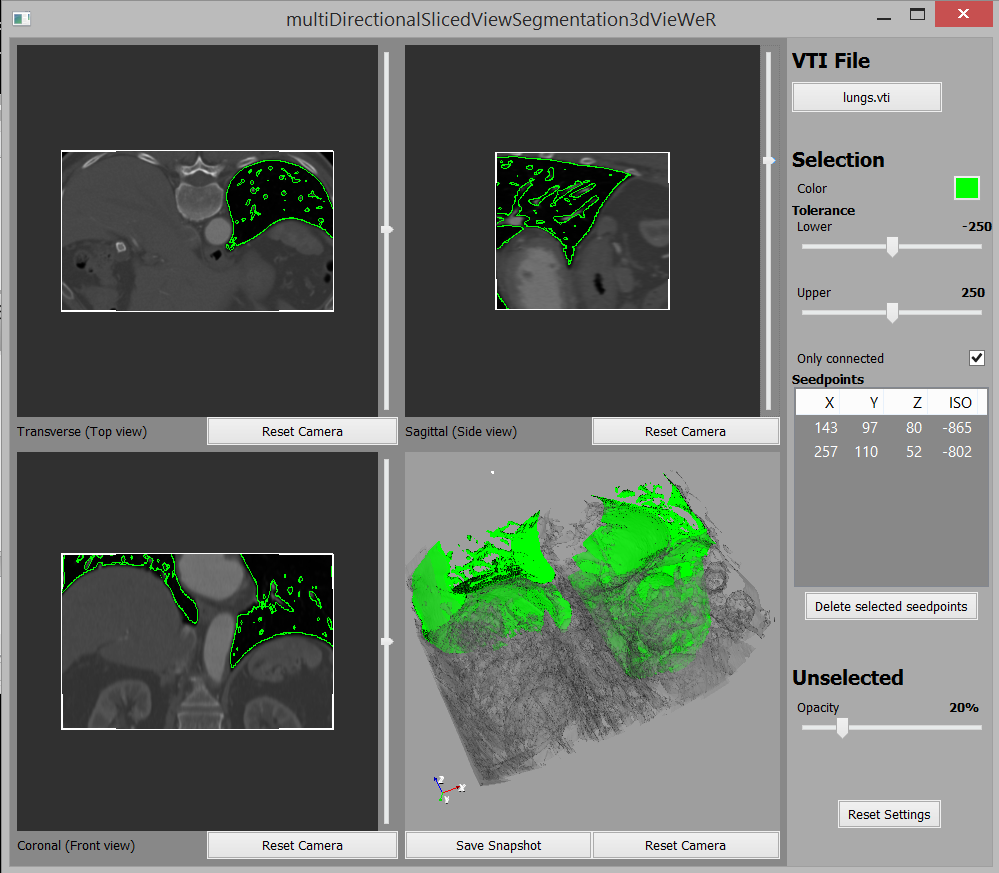 multiDirectionalSlicedViewSegmentation3dVieWeR
VTI File
lungs.vti
Selection
Color
Tolerance
Lower -250
Upper 250
Only connected
Seedpoints
X Y Z ISO
143 97 80 -865
257 110 52 -802
Delete selected seedpoints
Unselected
Opacity 20%
Reset Settings
Transverse (Top view) Reset Camera
Sagittal (Side view) Reset Camera
Coronal (Front view) Reset Camera
Z
X
Y
Save Snapshot Reset Camera